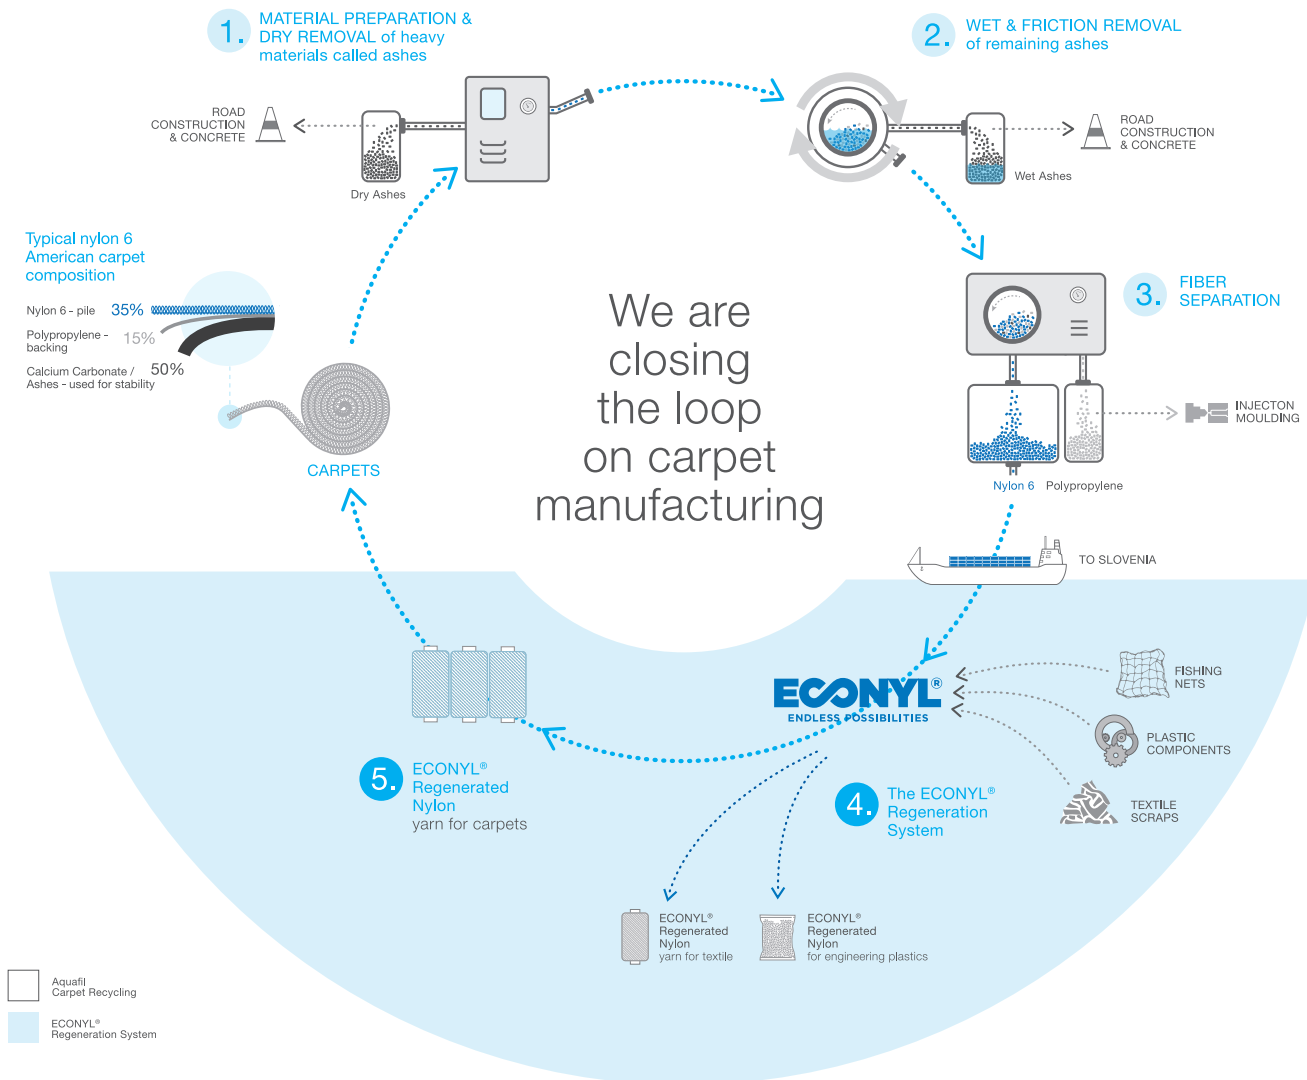 1.
MATERIAL PREPARATION &
DRY REMOVAL of heavy
materials called ashes
2.
WET & FRICTION REMOVAL
of remaining ashes
ROAD
CONSTRUCTION
& CONCRETE
Dry Ashes
Wet Ashes
ROAD
CONSTRUCTION
& CONCRETE
Typical nylon 6
American carpet
composition
Nylon 6 - pile 35%
Polypropylene -
backing
15%
Calcium Carbonate /
Ashes - used for stability
50%
CARPETS
We are
closing
the loop
on carpet
manufacturing
3.
FIBER
SEPARATION
INJECTON
MOULDING
Nylon 6 Polypropylene
TO SLOVENIA
ECONYL®
ENDLESS POSSIBILITIES
FISHING
NETS
PLASTIC
COMPONENTS
TEXTILE
SCRAPS
4.
The ECONYL®
Regeneration
System
5.
ECONYL®
Regenerated
Nylon
yarn for carpets
ECONYL®
Regenerated
Nylon
yarn for textile
ECONYL®
Regenerated
Nylon
for engineering plastics
Aquafil
Carpet Recycling
ECONYL®
Regeneration System